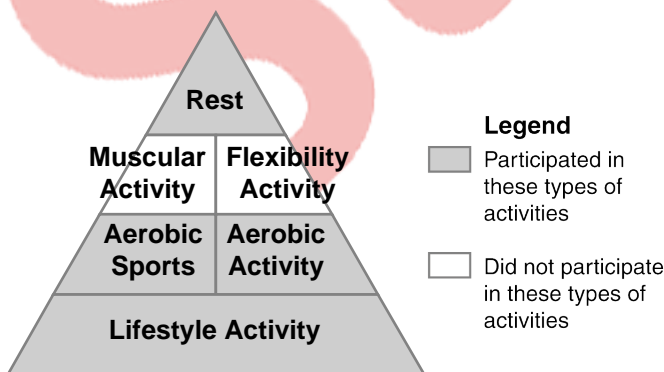 Rest
Muscular
Activity
Flexibility
Activity
Aerobic
Sports
Aerobic
Activity
Lifestyle Activity
Legend
Participated in
these types of
activities
Did not participate
in these types of
activities